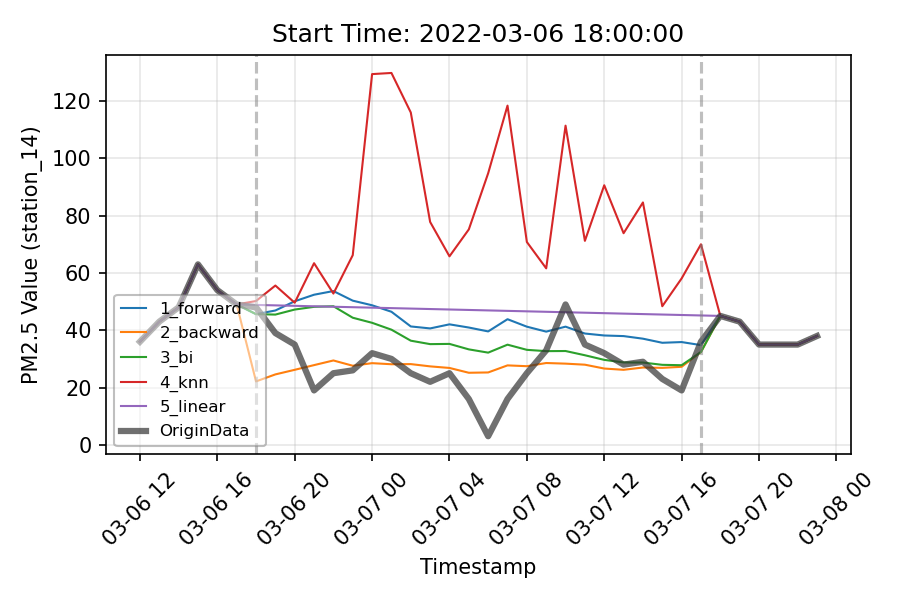 Start Time: 2022-03-06 18:00:00
PM2.5 Value (station_14)
120
100
80
60
40
20
0
1_forward
2_backward
3_bi
4_knn
5_linear
OriginData
03-06 12
03-06 16
03-06 20
03-07 00
03-07 04
03-07 08
03-07 12
03-07 16
03-07 20
03-08 00
Timestamp